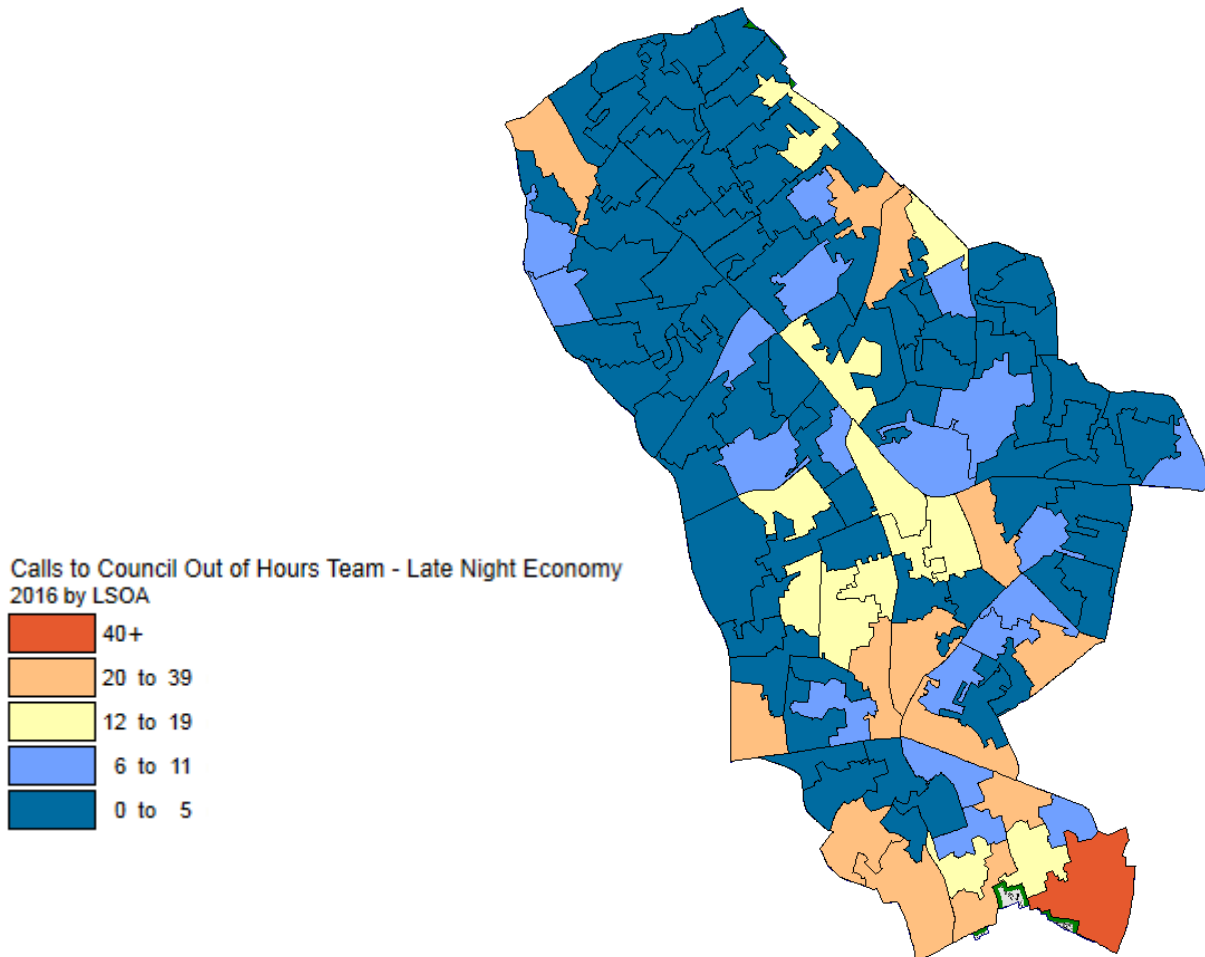 Calls to Council Out of Hours Team - Late Night Economy
2016 by LSOA
40+
20 to 39
12 to 19
6 to 11
0 to 5